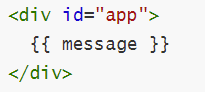 <div id="app">
  {{ message }}
</div>